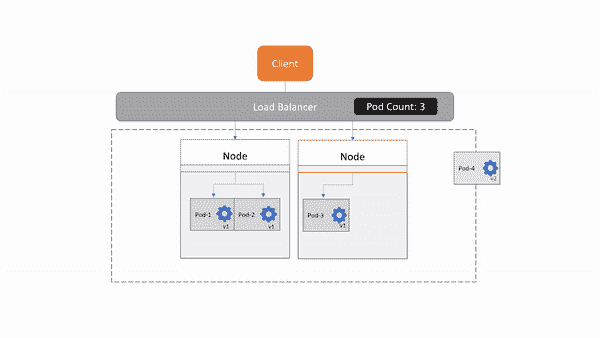 Client
Load Balancer
Pod Count: 3
Node
Node
Pod-4
v2
Pod-1
v1
Pod-2
v1
Pod-3
v1